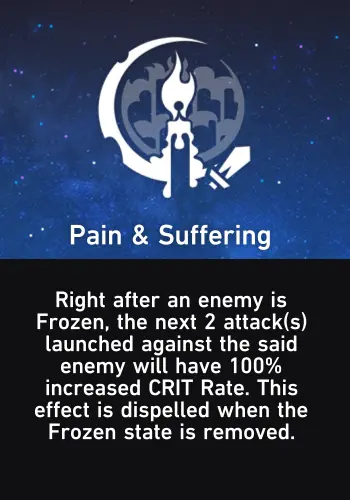 Pain & Suffering
Right after an enemy is
Frozen, the next 2 attack(s)
launched against the said
enemy will have 100%
increased CRIT Rate. This
effect is dispelled when the
Frozen state is removed.